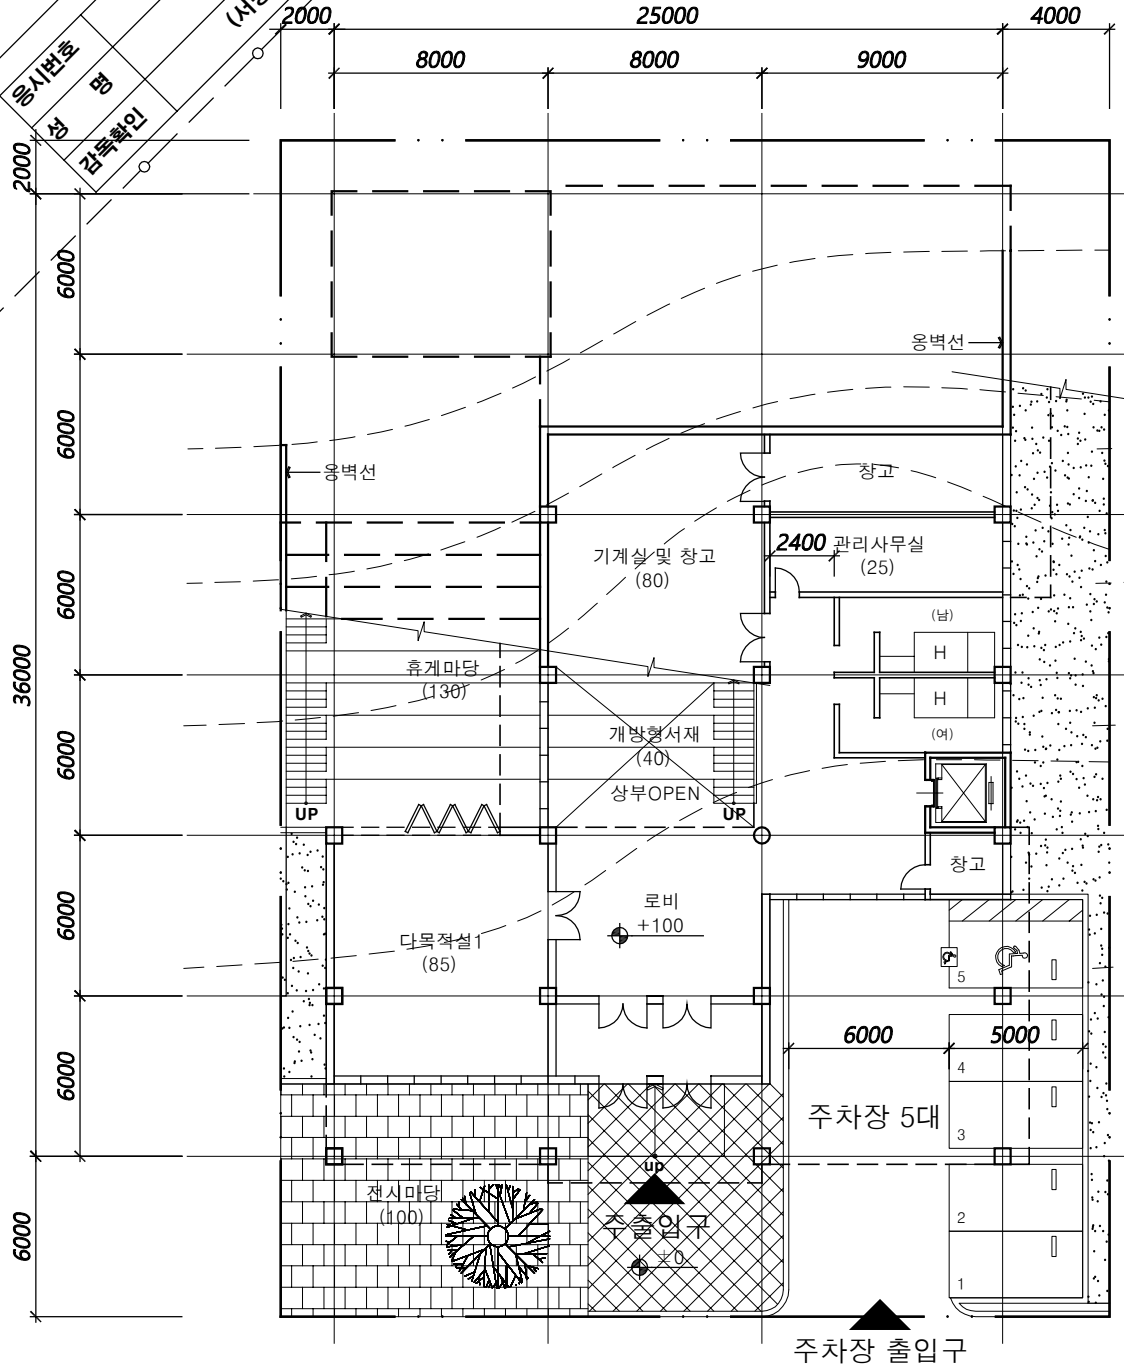 2000
25000
4000
(서
응시번호
성 명
감독확인
8000
8000
9000
2000
6000
6000
6000
6000
6000
6000
36000
6000
옹벽선
옹벽선
창고
기계실 및 창고
(80)
2400
관리사무실
(25)
(남)
H
H
(여)
휴게마당
(130)
개방형서재
(40)
상부OPEN
UP
UP
창고
로비
+100
다목적실1
(85)
5
6000
5000
4
주차장 5대
3
up
전시마당
(100)
주출입구
±0
2
1
주차장 출입구